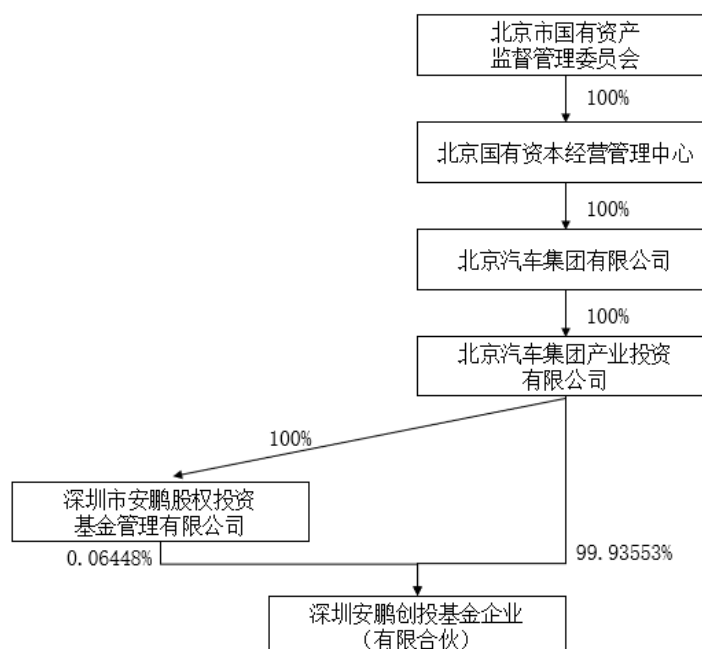 北京市国有资产
监督管理委员会
100%
北京国有资本经营管理中心
100%
北京汽车集团有限公司
100%
北京汽车集团产业投资
有限公司
100%
深圳市安鹏股权投资
基金管理有限公司
0.06448%
99.93553%
深圳安鹏创投基金企业
（有限合伙）